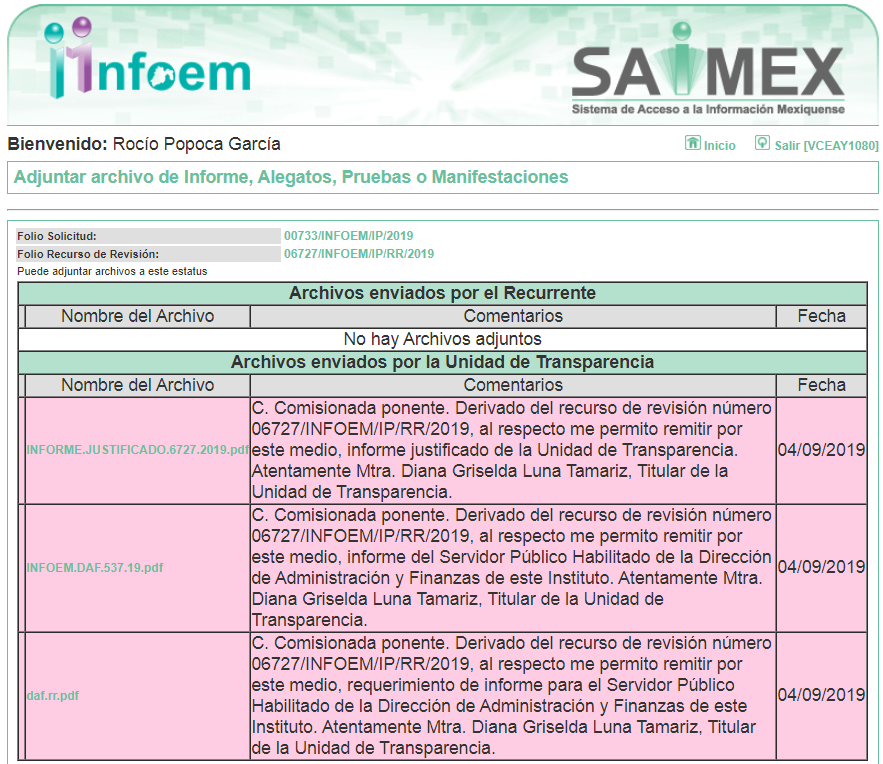 infoem
SAIMEX
Sistema de Acceso a la Información Mexiquense
Bienvenido: Rocío Popoca García
Inicio
Salir [VCEAY1080]
Adjuntar archivo de Informe, Alegatos, Pruebas o Manifestaciones
Folio Solicitud: 00733/INFOEM/IP/2019
Folio Recurso de Revisión: 06727/INFOEM/IP/RR/2019
Puede adjuntar archivos a este estatus
Archivos enviados por el Recurrente
Nombre del Archivo Comentarios Fecha
No hay Archivos adjuntos
Archivos enviados por la Unidad de Transparencia
Nombre del Archivo Comentarios Fecha
INFORME.JUSTIFICADO.6727.2019.pdf
C. Comisionada ponente. Derivado del recurso de revisión número
06727/INFOEM/IP/RR/2019, al respecto me permito remitir por
este medio, informe justificado de la Unidad de Transparencia.
Atentamente Mtra. Diana Griselda Luna Tamariz, Titular de la
Unidad de Transparencia.
04/09/2019
INFOEM.DAF.537.19.pdf
C. Comisionada ponente. Derivado del recurso de revisión número
06727/INFOEM/IP/RR/2019, al respecto me permito remitir por
este medio, informe del Servidor Público Habilitado de la Dirección
de Administración y Finanzas de este Instituto. Atentamente Mtra.
Diana Griselda Luna Tamariz, Titular de la Unidad de
Transparencia.
04/09/2019
daf.rr.pdf
C. Comisionada ponente. Derivado del recurso de revisión número
06727/INFOEM/IP/RR/2019, al respecto me permito remitir por
este medio, requerimiento de informe para el Servidor Público
Habilitado de la Dirección de Administración y Finanzas de este
Instituto. Atentamente Mtra. Diana Griselda Luna Tamariz, Titular
de la Unidad de Transparencia.
04/09/2019